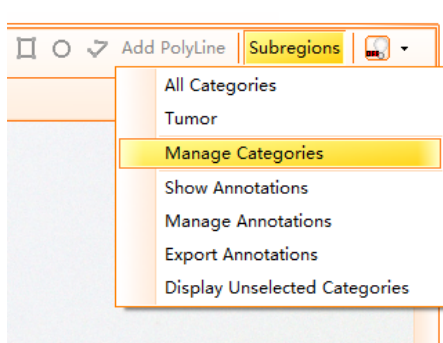 Add PolyLine Subregions
All Categories
Tumor
Manage Categories
Show Annotations
Manage Annotations
Export Annotations
Display Unselected Categories